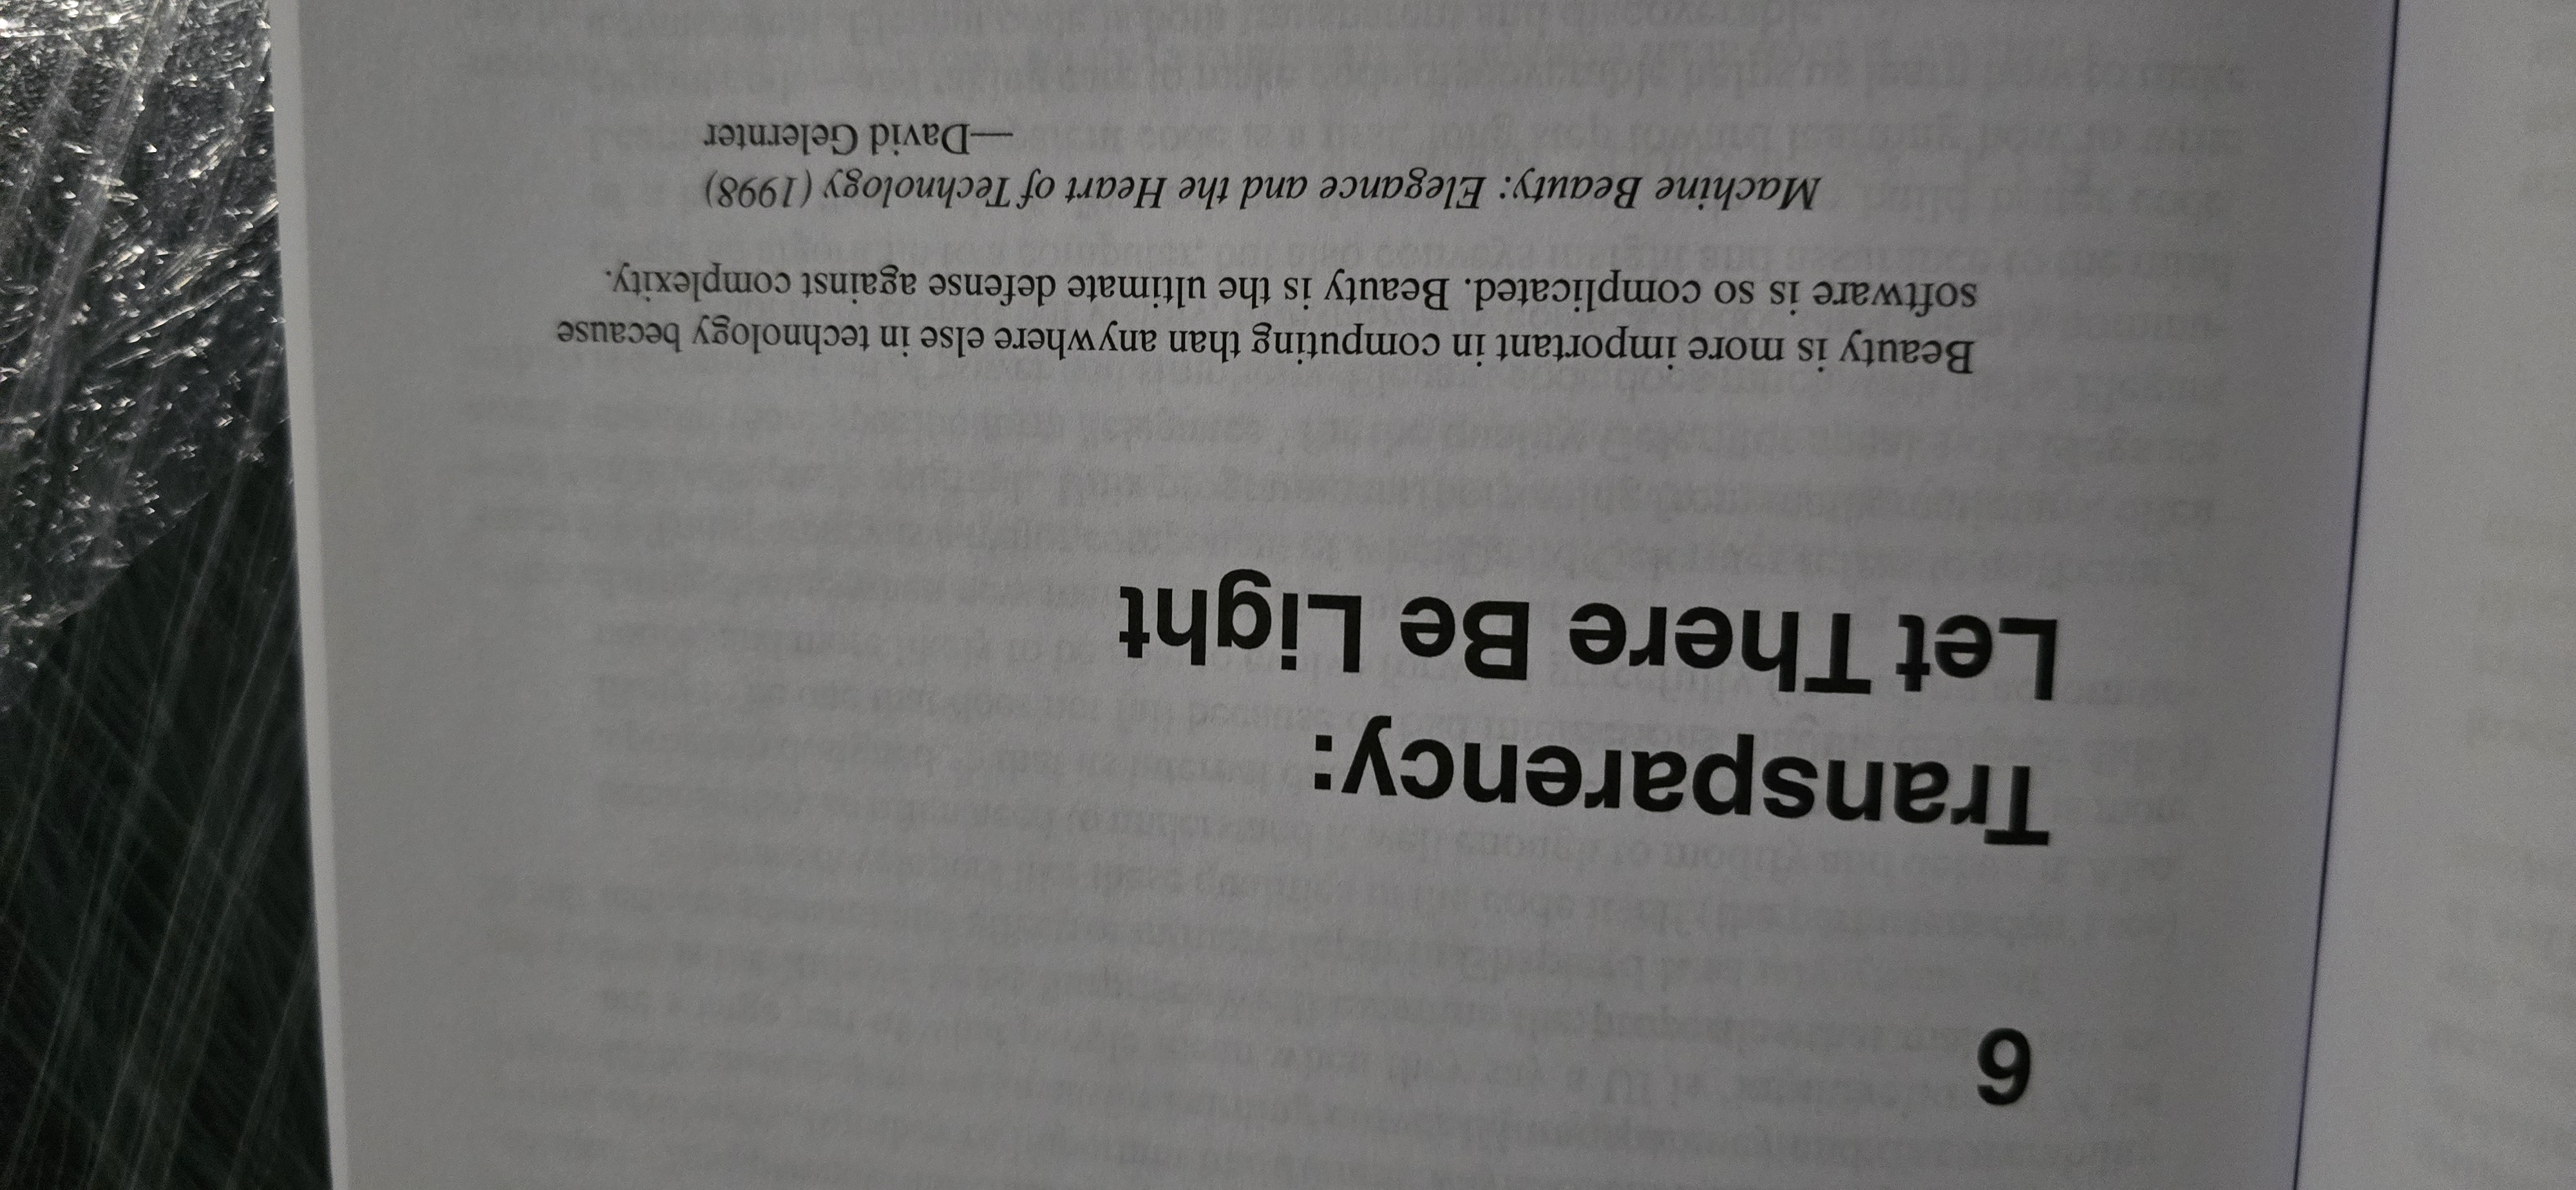 6
Transparency:
Let There Be Light
Beauty is more important in computing than anywhere else in technology because
software is so complicated. Beauty is the ultimate defense against complexity.
Machine Beauty: Elegance and the Heart of Technology (1998)
—David Gelernter